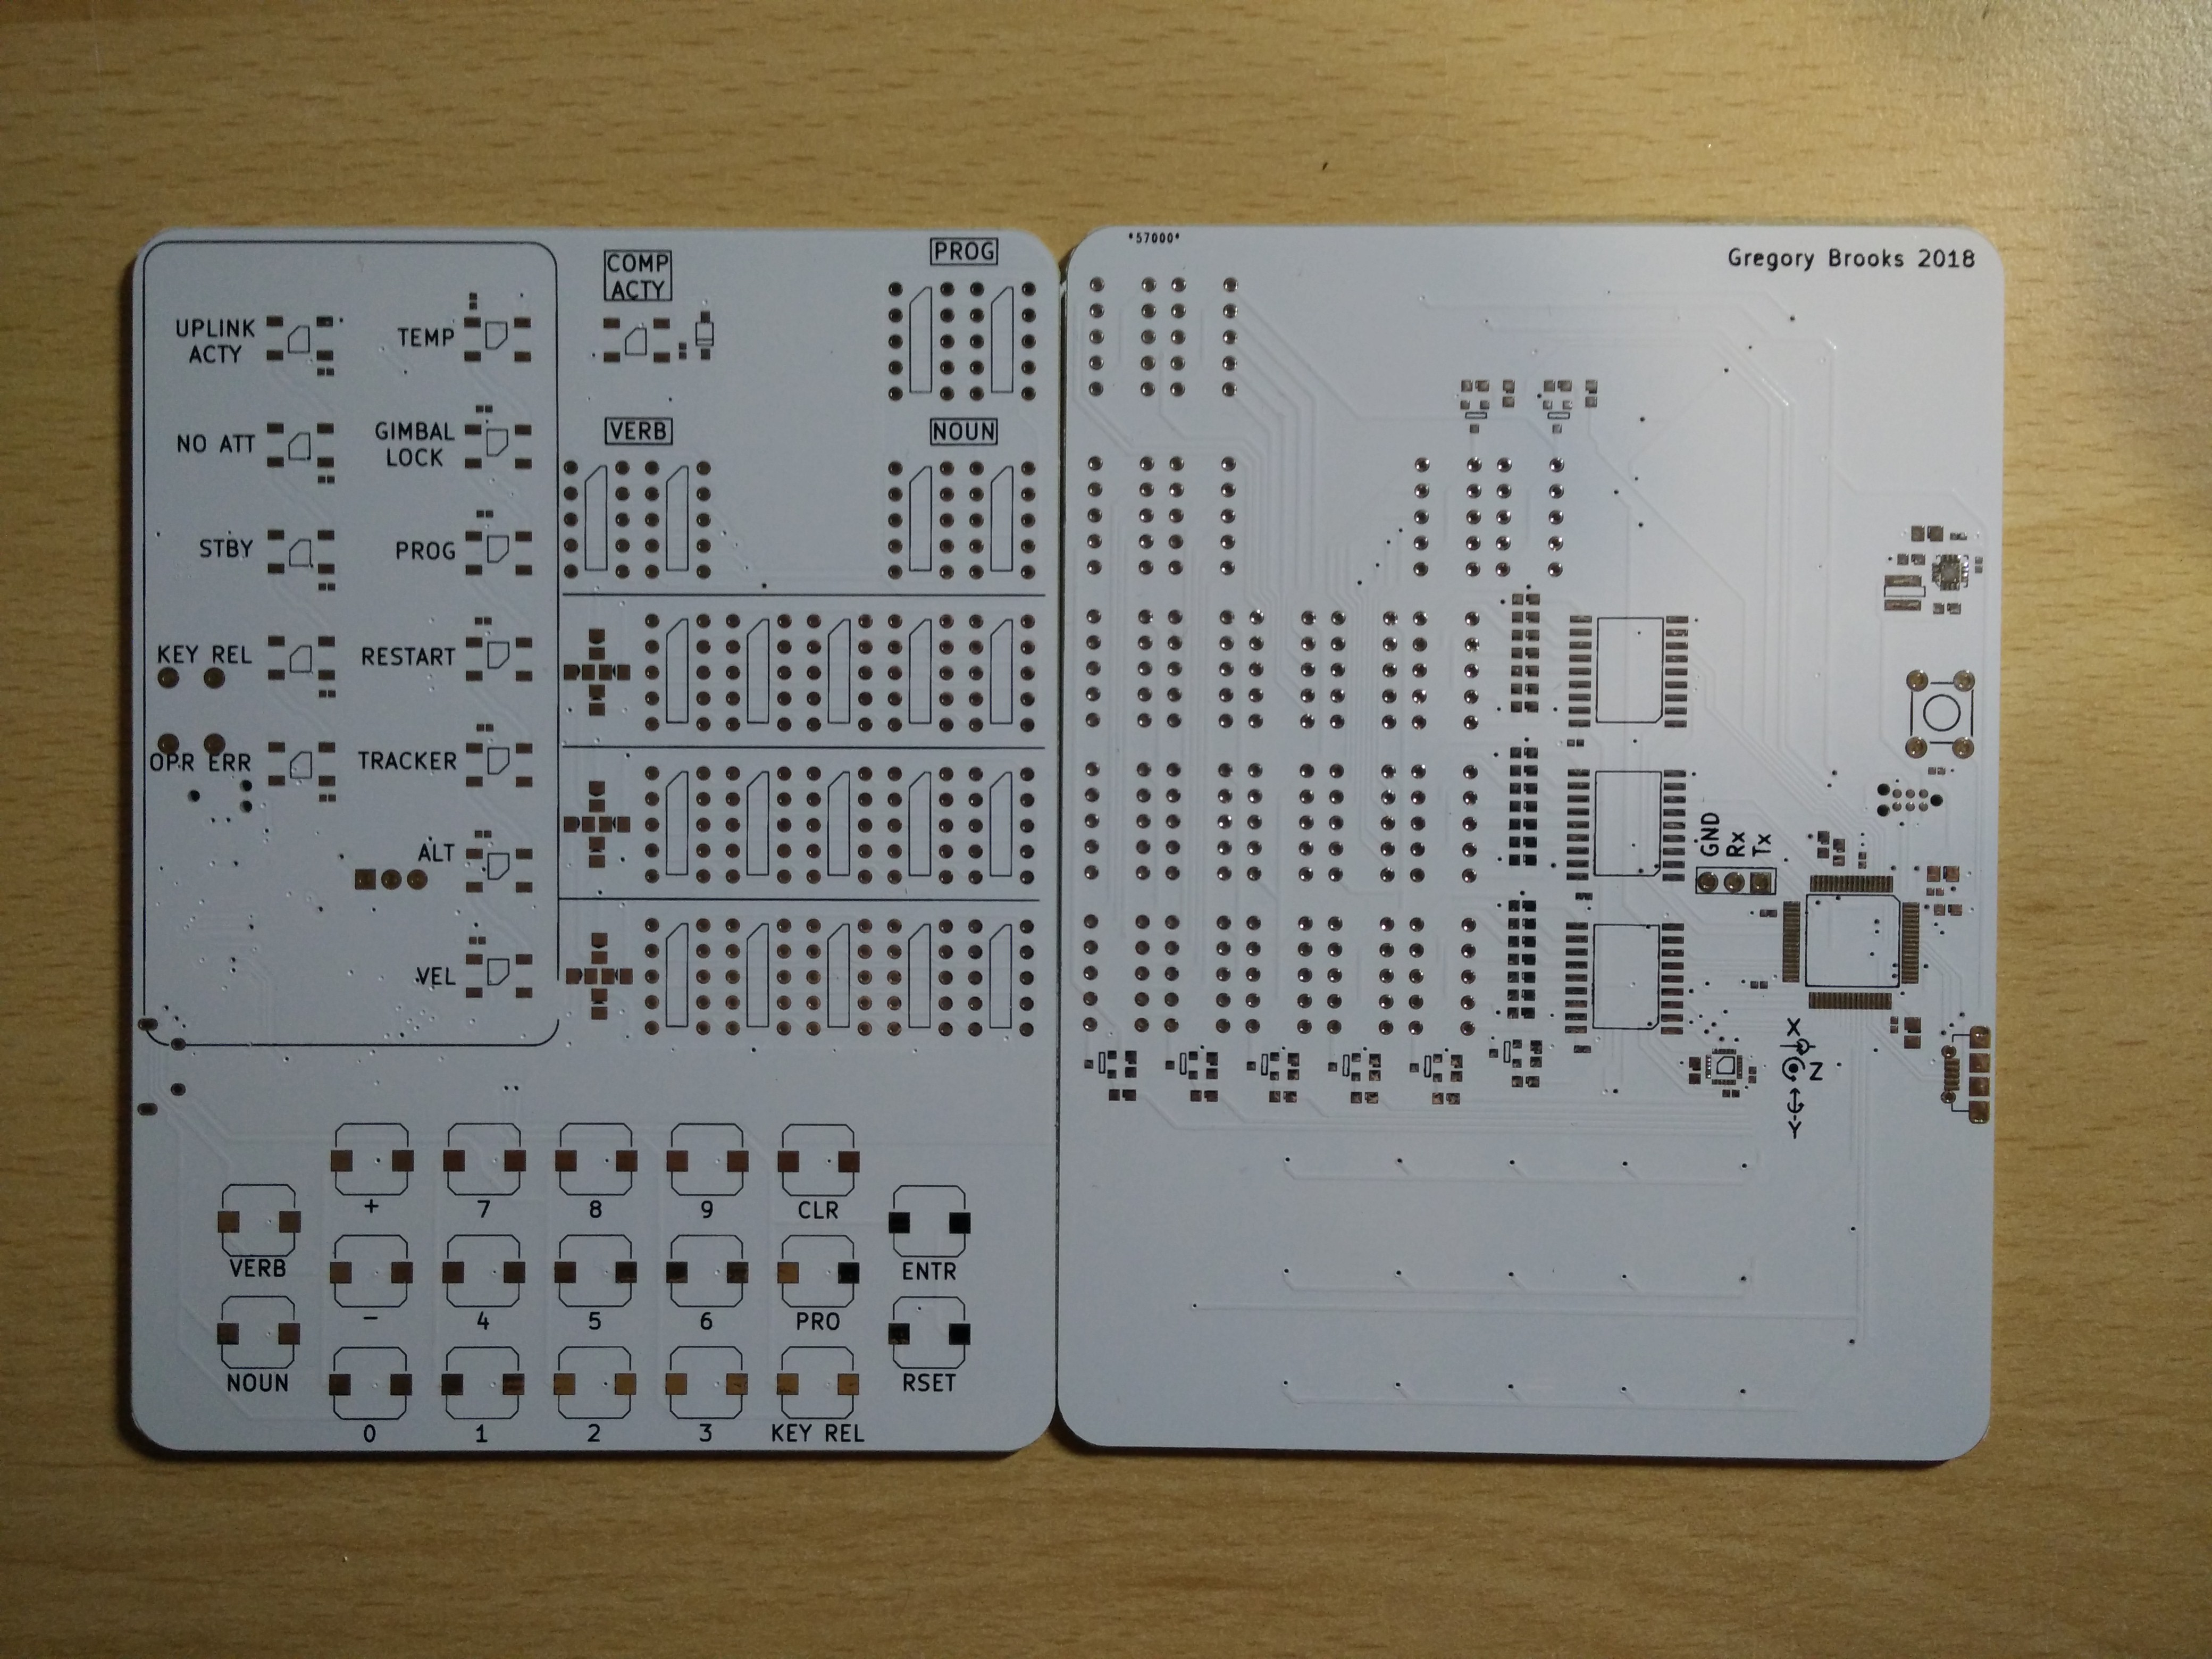 COMP
ACTY
PROG
UPLINK
ACTY
TEMP
NO ATT
GIMBAL
LOCK
VERB
NOUN
STBY
PROG
KEY REL
RESTART
OPR ERR
TRACKER
ALT
VEL
+
7
8
9
CLR
VERB
-
4
5
6
PRO
ENTR
NOUN
0
1
2
3
KEY REL
RSET
*57000*
Gregory Brooks 2018
GND
Rx
Tx
X
Z
Y